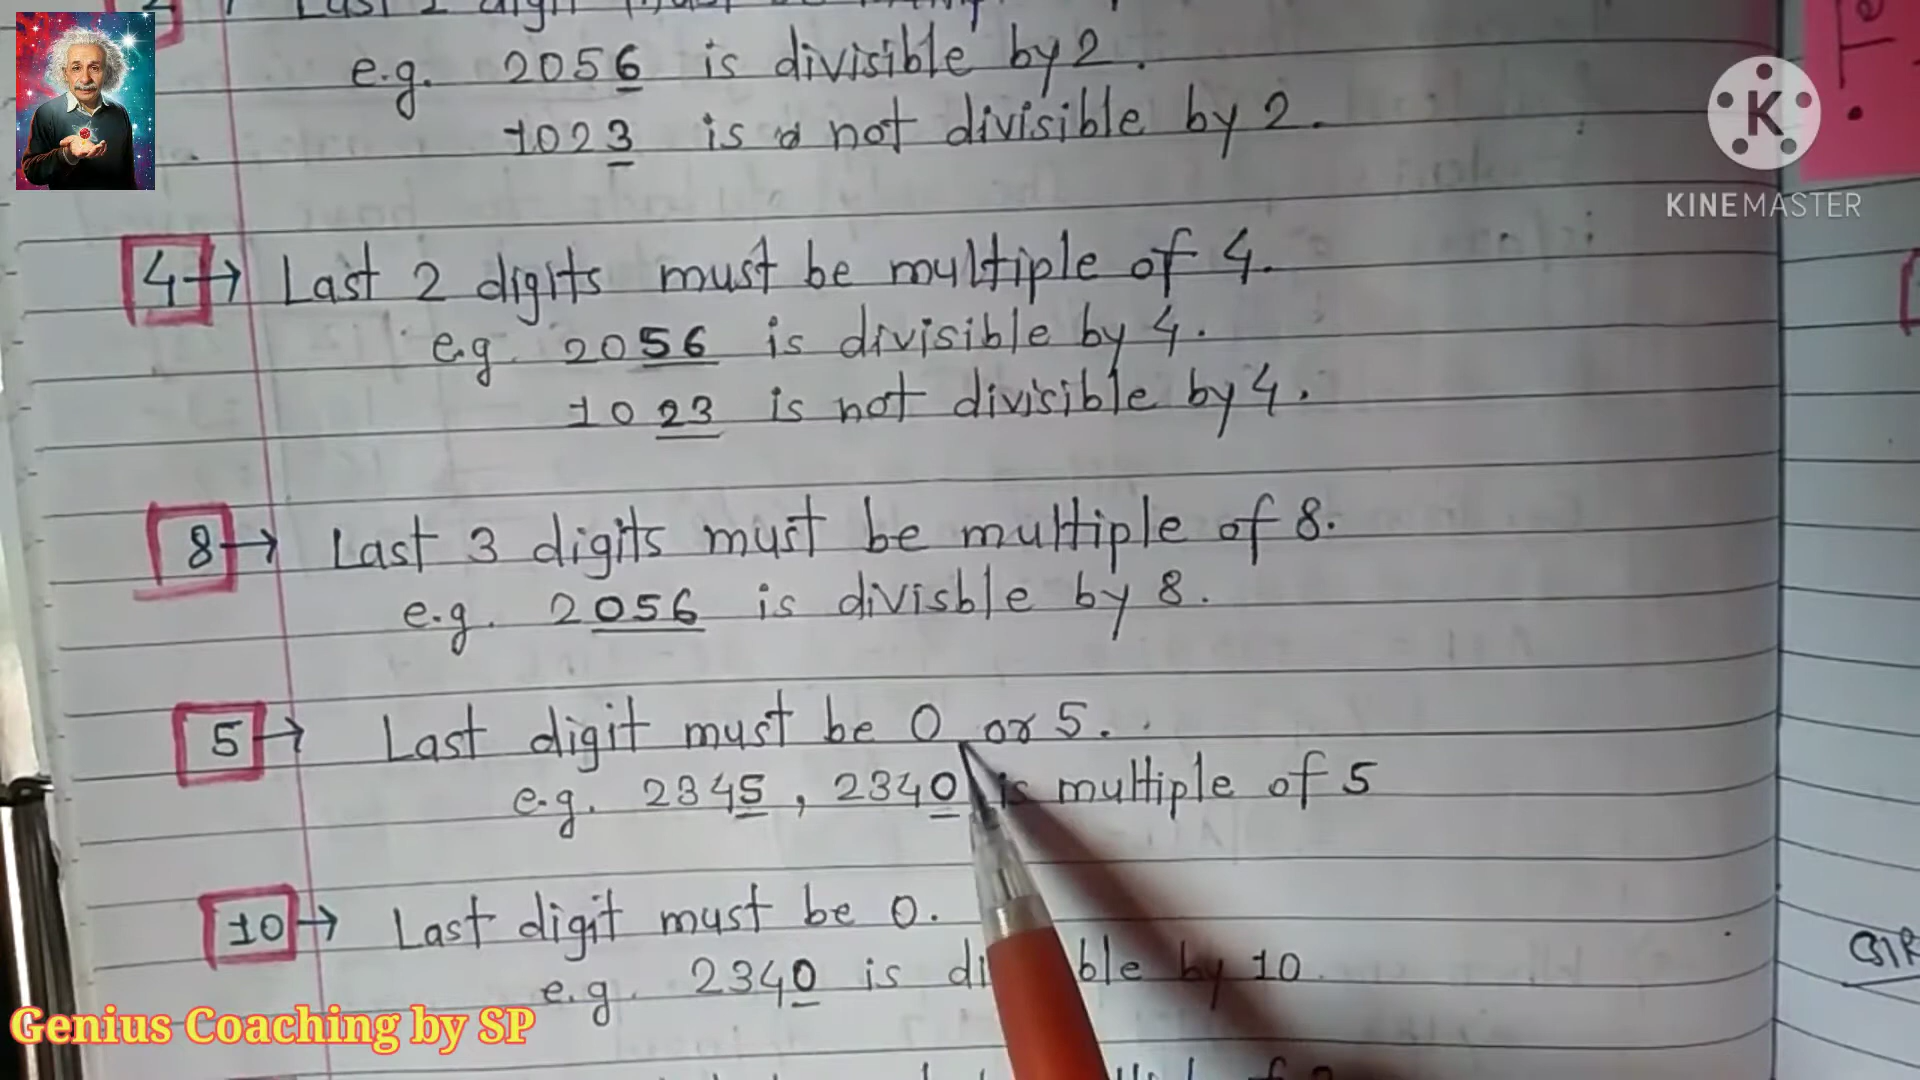 e.g. 2056 is divisible by 2.
1023 is not divisible by 2.
KINEMASTER
4→ Last 2 digits must be multiple of 4.
e.g. 2056 is divisible by 4.
1023 is not divisible by 4.
8→ Last 3 digits must be multiple of 8.
e.g. 2056 is divisble by 8.
5→ Last digit must be 0 or 5.
e.g. 2345, 2340 is multiple of 5
10→ Last digit must be 0.
e.g. 2340 is di ble by 10
Genius Coaching by SP